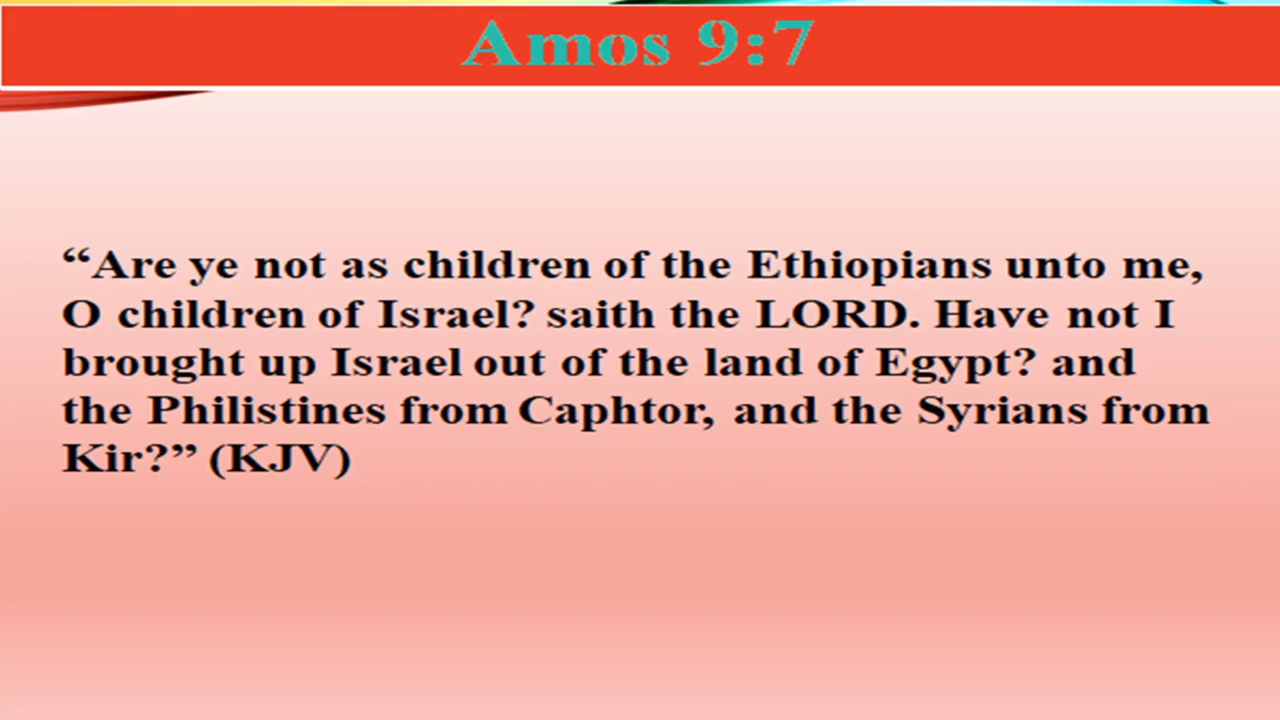 Amos 9:7
“Are ye not as children of the Ethiopians unto me,
O children of Israel? saith the LORD. Have not I
brought up Israel out of the land of Egypt? and
the Philistines from Caphtor, and the Syrians from
Kir?” (KJV)